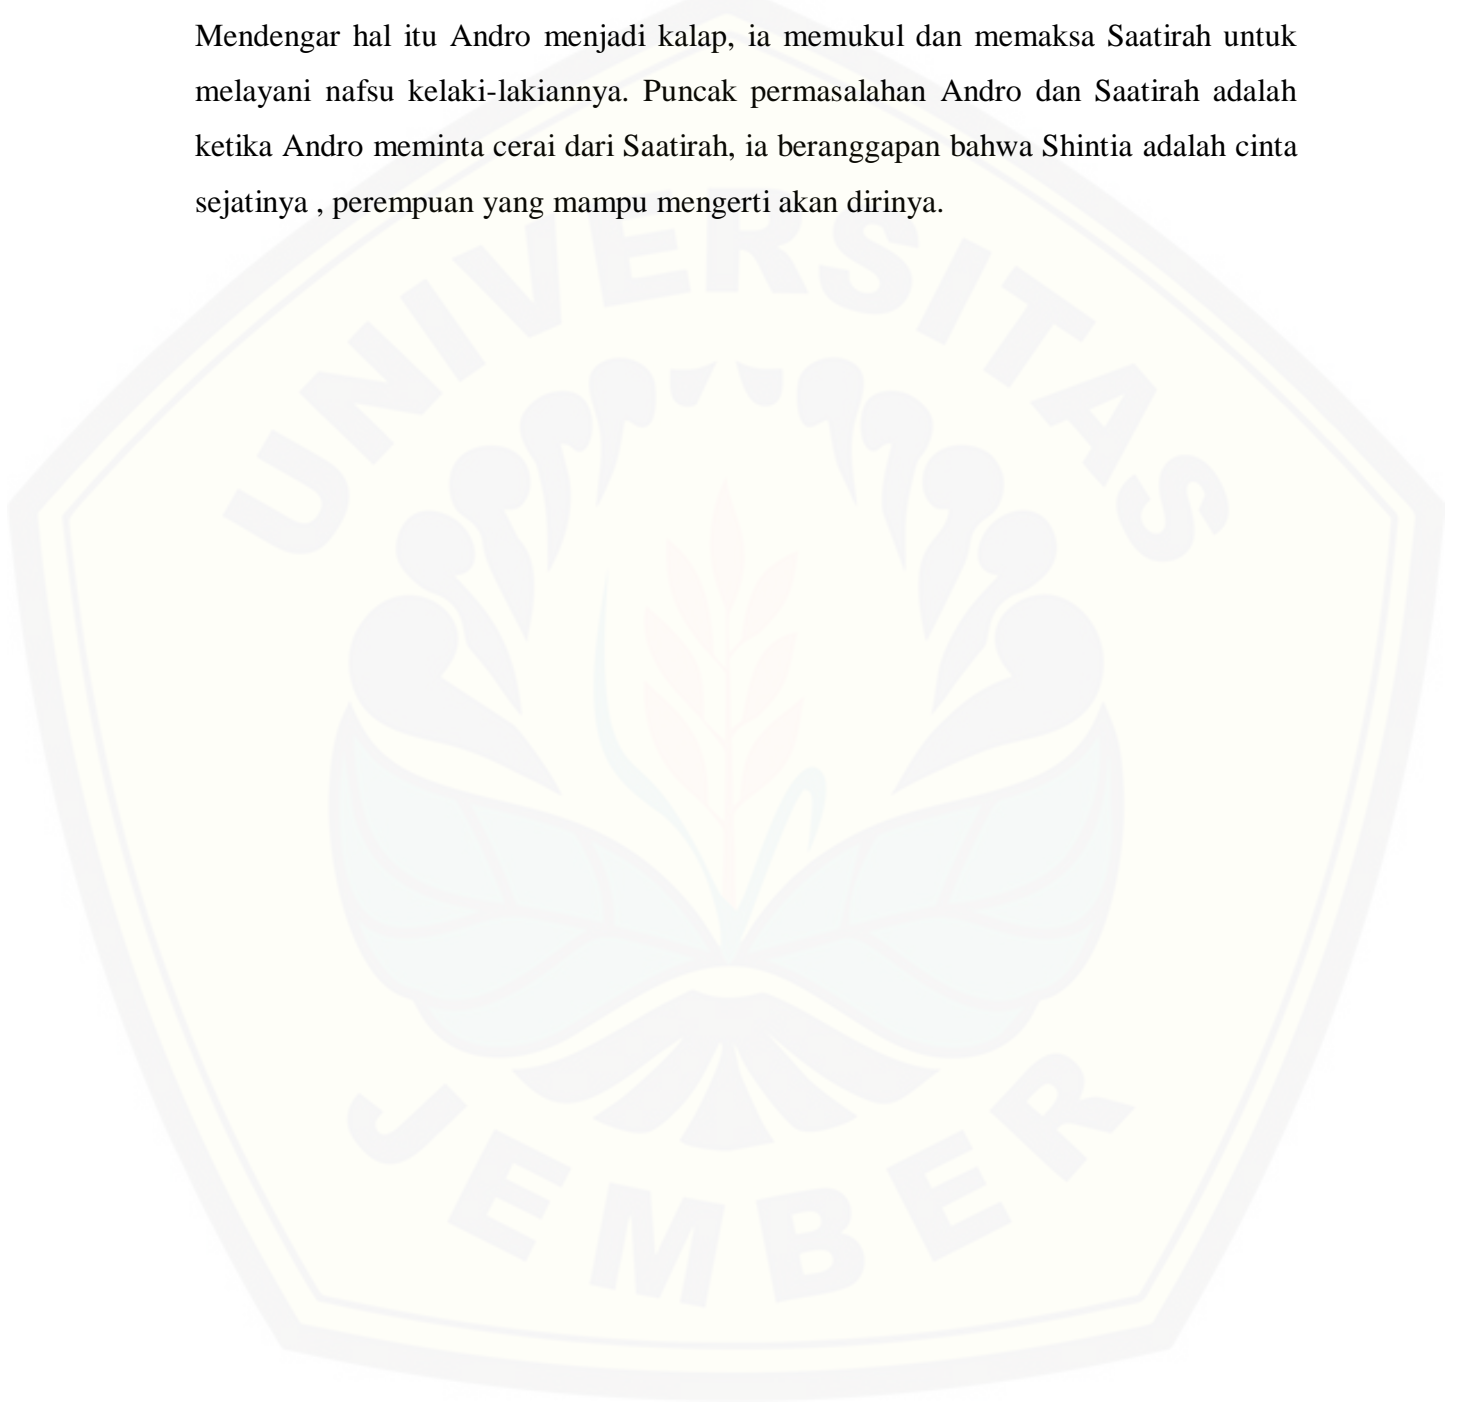 Mendengar hal itu Andro menjadi kalap, ia memukul dan memaksa Saatirah untuk
melayani nafsu kelaki-lakiannya. Puncak permasalahan Andro dan Saatirah adalah
ketika Andro meminta cerai dari Saatirah, ia beranggapan bahwa Shintia adalah cinta
sejatinya , perempuan yang mampu mengerti akan dirinya.
UNIVERSITAS
JEMBER